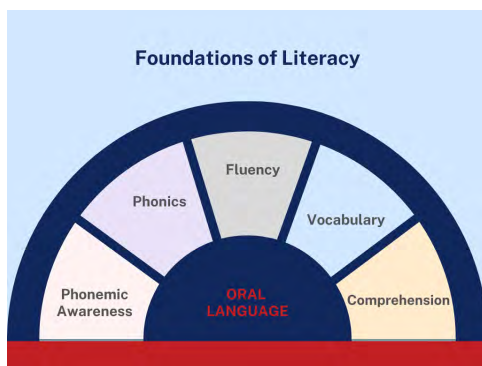 Foundations of Literacy
Phonemic
Awareness
Phonics
Fluency
Vocabulary
Comprehension
ORAL
LANGUAGE